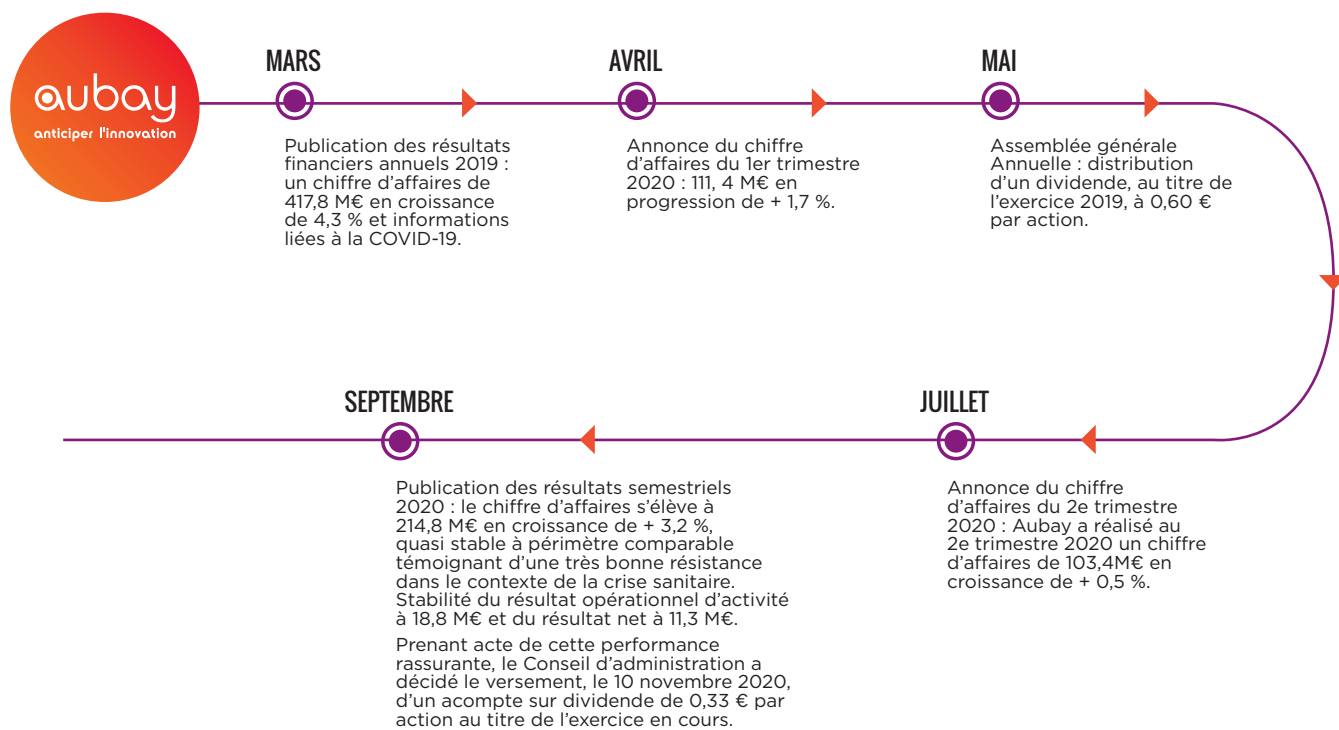 aubay
anticiper l'innovation
MARS
Publication des résultats
financiers annuels 2019 :
un chiffre d'affaires de
417,8 M€ en croissance
de 4,3 % et informations
liées à la COVID-19.
AVRIL
Annonce du chiffre
d'affaires du 1er trimestre
2020 : 111, 4 M€ en
progression de + 1,7 %.
MAI
Assemblée générale
Annuelle : distribution
d'un dividende, au titre de
l'exercice 2019, à 0,60 €
par action.
JUILLET
Annonce du chiffre
d'affaires du 2e trimestre
2020 : Aubay a réalisé au
2e trimestre 2020 un chiffre
d'affaires de 103,4M€ en
croissance de + 0,5 %.
SEPTEMBRE
Publication des résultats semestriels
2020 : le chiffre d'affaires s'élève à
214,8 M€ en croissance de + 3,2 %,
quasi stable à périmètre comparable
témoignant d'une très bonne résistance
dans le contexte de la crise sanitaire.
Stabilité du résultat opérationnel d'activité
à 18,8 M€ et du résultat net à 11,3 M€.
Prenant acte de cette performance
rassurante, le Conseil d'administration a
décidé le versement, le 10 novembre 2020,
d'un acompte sur dividende de 0,33 € par
action au titre de l'exercice en cours.